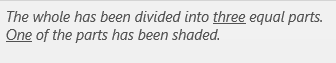 The whole has been divided into three equal parts.
One of the parts has been shaded.